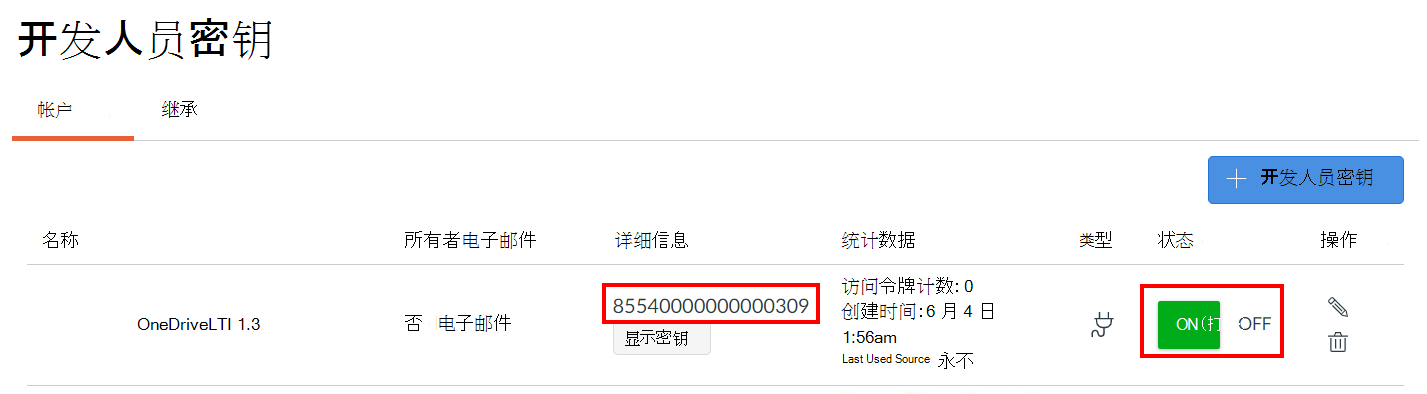 开发人员密钥
帐户 继承
开发人员密钥
名称 所有者电子邮件 详细信息 统计数据 类型 状态 操作
OneDriveLTI 1.3
否 电子邮件
85540000000000309
显示密钥
访问令牌计数: 0
创建时间:6 月 4 日
1:56am
Last Used Source 永不
ON(打 OFF